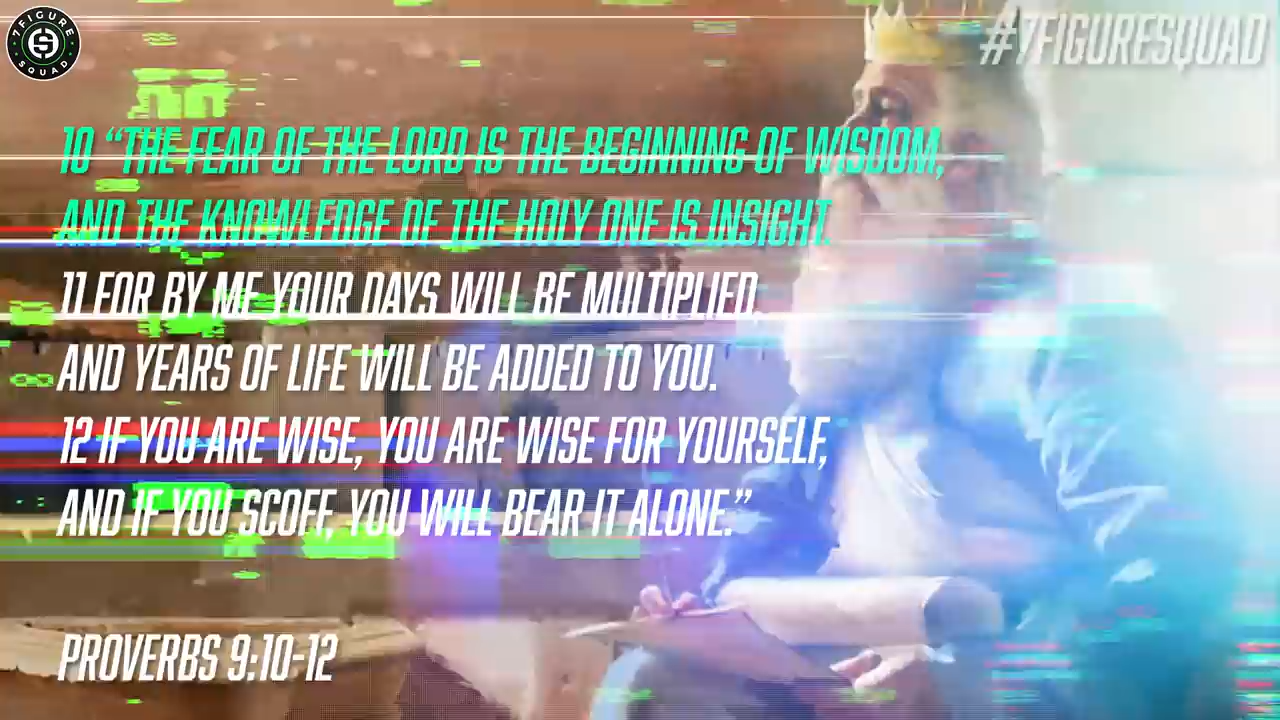 7FIGURE
SQUAD
#7FIGURESQUAD
10 “THE FEAR OF THE LORD IS THE BEGINNING OF WISDOM,
AND THE KNOWLEDGE OF THE HOLY ONE IS INSIGHT.
11 FOR BY ME YOUR DAYS WILL BE MULTIPLIED,
AND YEARS OF LIFE WILL BE ADDED TO YOU.
12 IF YOU ARE WISE, YOU ARE WISE FOR YOURSELF,
AND IF YOU SCOFF, YOU WILL BEAR IT ALONE.”
PROVERBS 9:10-12